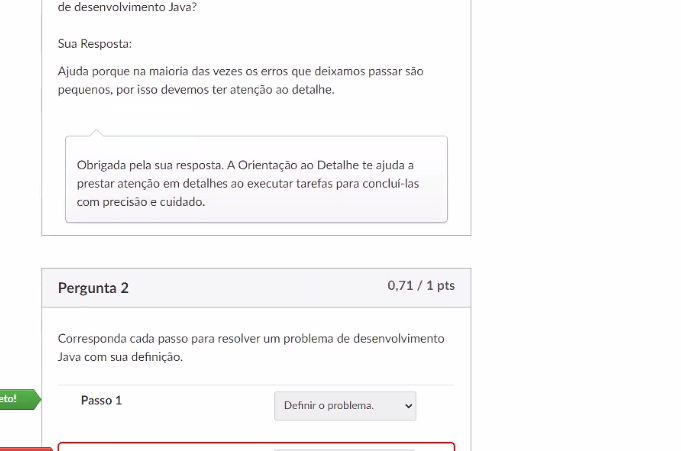 de desenvolvimento Java?
Sua Resposta:
Ajuda porque na maioria das vezes os erros que deixamos passar são
pequenos, por isso devemos ter atenção ao detalhe.
Obrigada pela sua resposta. A Orientação ao Detalhe te ajuda a
prestar atenção em detalhes ao executar tarefas para concluí-las
com precisão e cuidado.
Pergunta 2 0,71 / 1 pts
Corresponda cada passo para resolver um problema de desenvolvimento
Java com sua definição.
eto! Passo 1 Definir o problema.